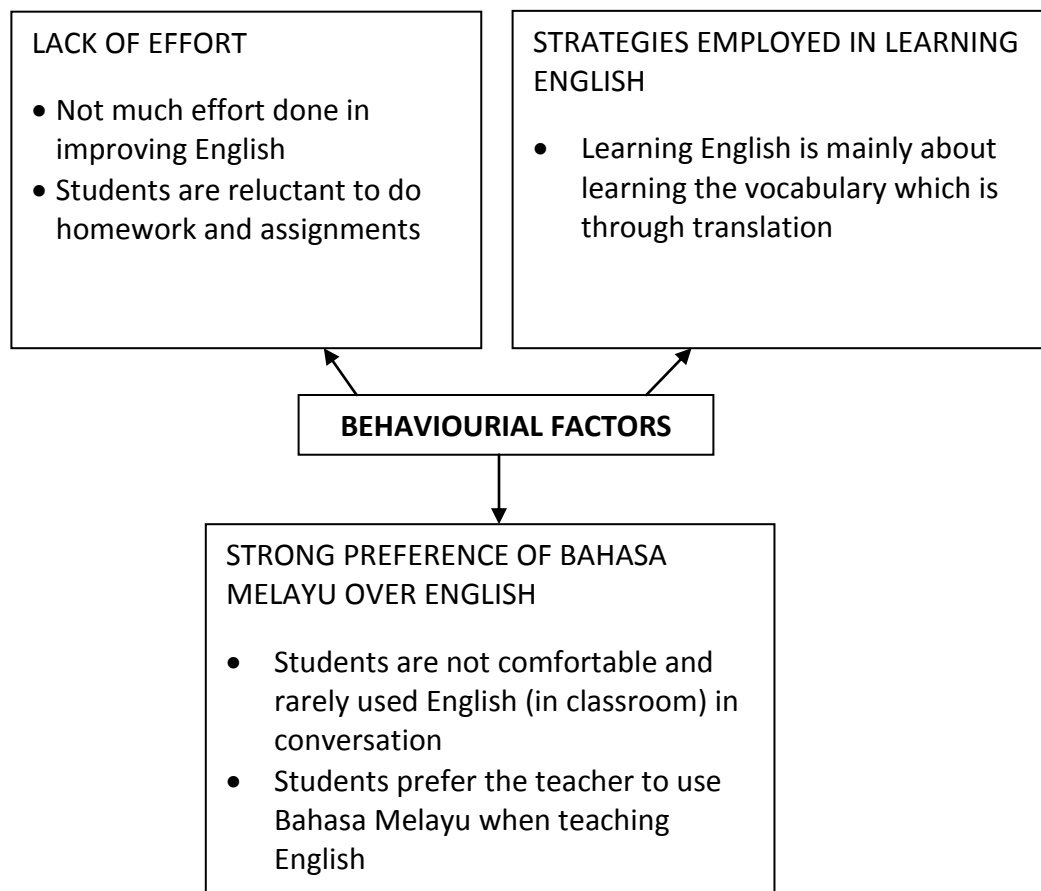 LACK OF EFFORT
• Not much effort done in
improving English
• Students are reluctant to do
homework and assignments
STRATEGIES EMPLOYED IN LEARNING
ENGLISH
• Learning English is mainly about
learning the vocabulary which is
through translation
BEHAVIOURIAL FACTORS
STRONG PREFERENCE OF BAHASA
MELAYU OVER ENGLISH
• Students are not comfortable and
rarely used English (in classroom) in
conversation
• Students prefer the teacher to use
Bahasa Melayu when teaching
English